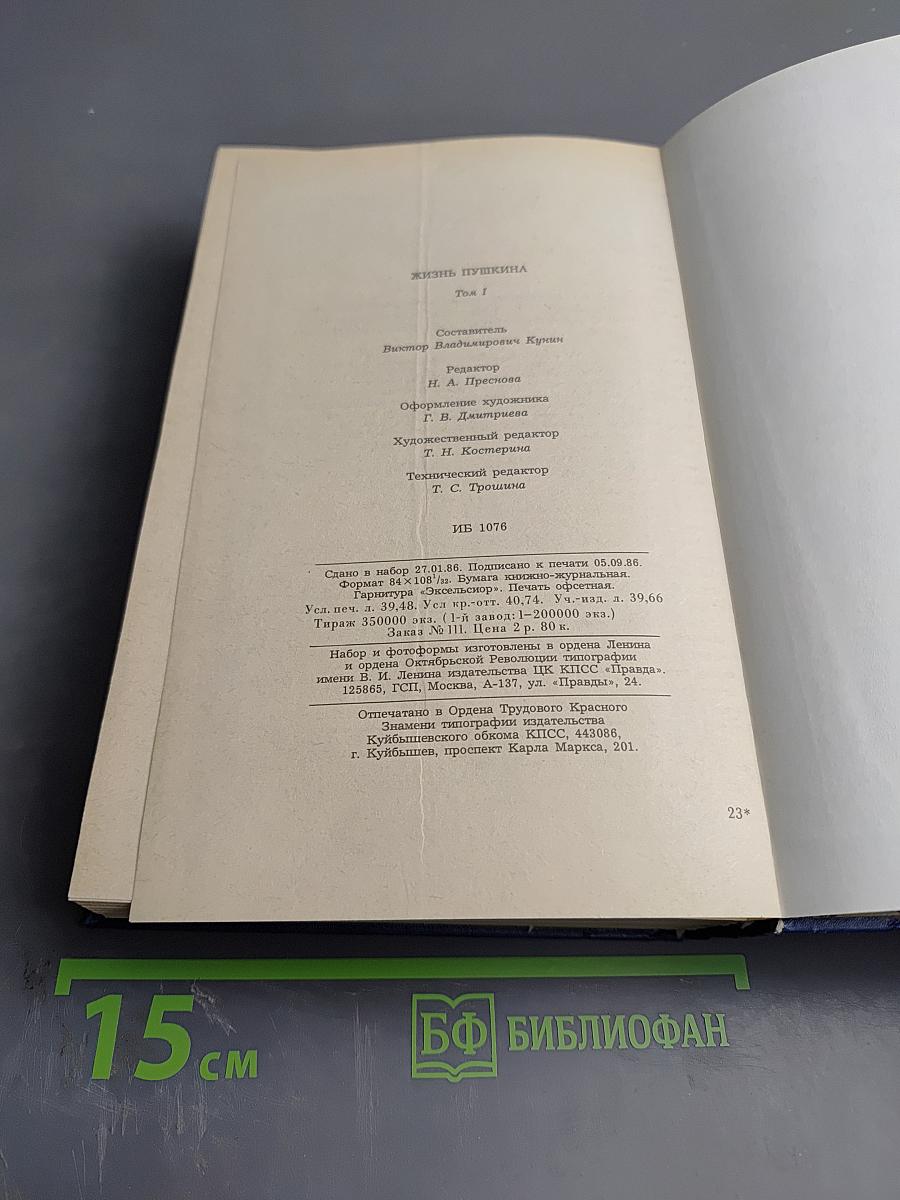 ЖИЗНЬ ПУШКИНА
Том I
Составитель
Виктор Владимирович Кунин
Редактор
Н. А. Преснова
Оформление художника
Г. В. Дмитриева
Художественный редактор
Т. Н. Костерина
Технический редактор
Т. С. Трошина
ИБ 1076
Сдано в набор 27.01.86. Подписано к печати 05.09.86.
Формат 84×108¹/₃₂. Бумага книжно-журнальная.
Гарнитура «Эксельсиор». Печать офсетная.
Усл. печ. л. 39,48. Усл кр.-отт. 40,74. Уч.-изд. л. 39,66
Тираж 350000 экз. (1-й завод: 1–200000 экз.)
Заказ № 111. Цена 2 р. 80 к.
Набор и фотоформы изготовлены в ордена Ленина
и ордена Октябрьской Революции типографии
имени В. И. Ленина издательства ЦК КПСС «Правда».
125865, ГСП, Москва, А-137, ул. «Правды», 24.
Отпечатано в Ордена Трудового Красного
Знамени типографии издательства
Куйбышевского обкома КПСС, 443086,
г. Куйбышев, проспект Карла Маркса, 201.
23*
15 см
БФ БИБЛИОФАН